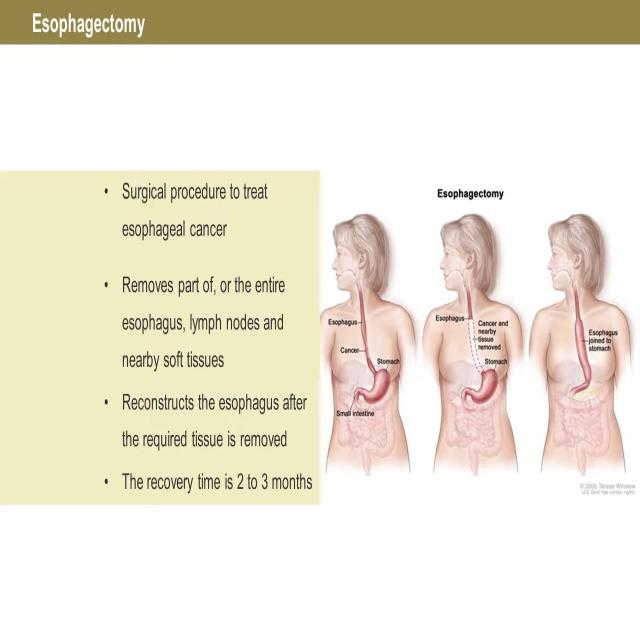 Esophagectomy
• Surgical procedure to treat
esophageal cancer
• Removes part of, or the entire
esophagus, lymph nodes and
nearby soft tissues
• Reconstructs the esophagus after
the required tissue is removed
• The recovery time is 2 to 3 months
Esophagectomy
Esophagus
Cancer
Stomach
Small intestine
Esophagus
Cancer and
nearby
tissue
removed
Stomach
Esophagus
joined to
stomach
© 2005 Terese Winslow
U.S. Govt. has certain rights